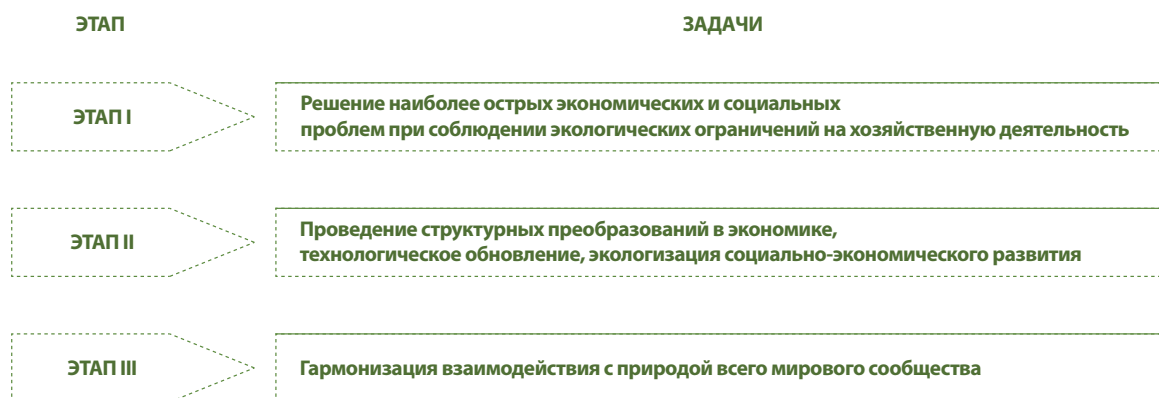 ЭТАП
ЗАДАЧИ
ЭТАП I
Решение наиболее острых экономических и социальных
проблем при соблюдении экологических ограничений на хозяйственную деятельность
ЭТАП II
Проведение структурных преобразований в экономике,
технологическое обновление, экологизация социально-экономического развития
ЭТАП III
Гармонизация взаимодействия с природой всего мирового сообщества